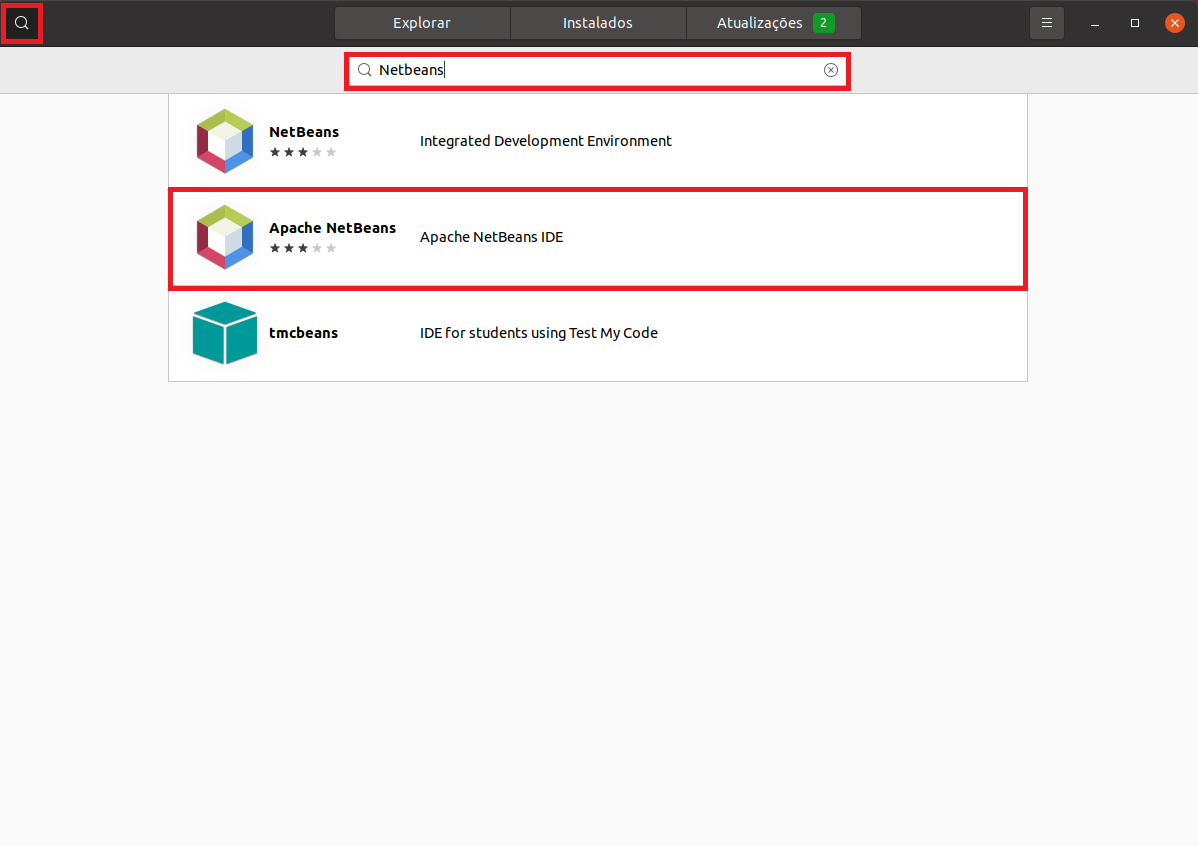 Explorar
Instalados
Atualizações 2
Netbeans
NetBeans
Integrated Development Environment
Apache NetBeans
Apache NetBeans IDE
tmcbeans
IDE for students using Test My Code